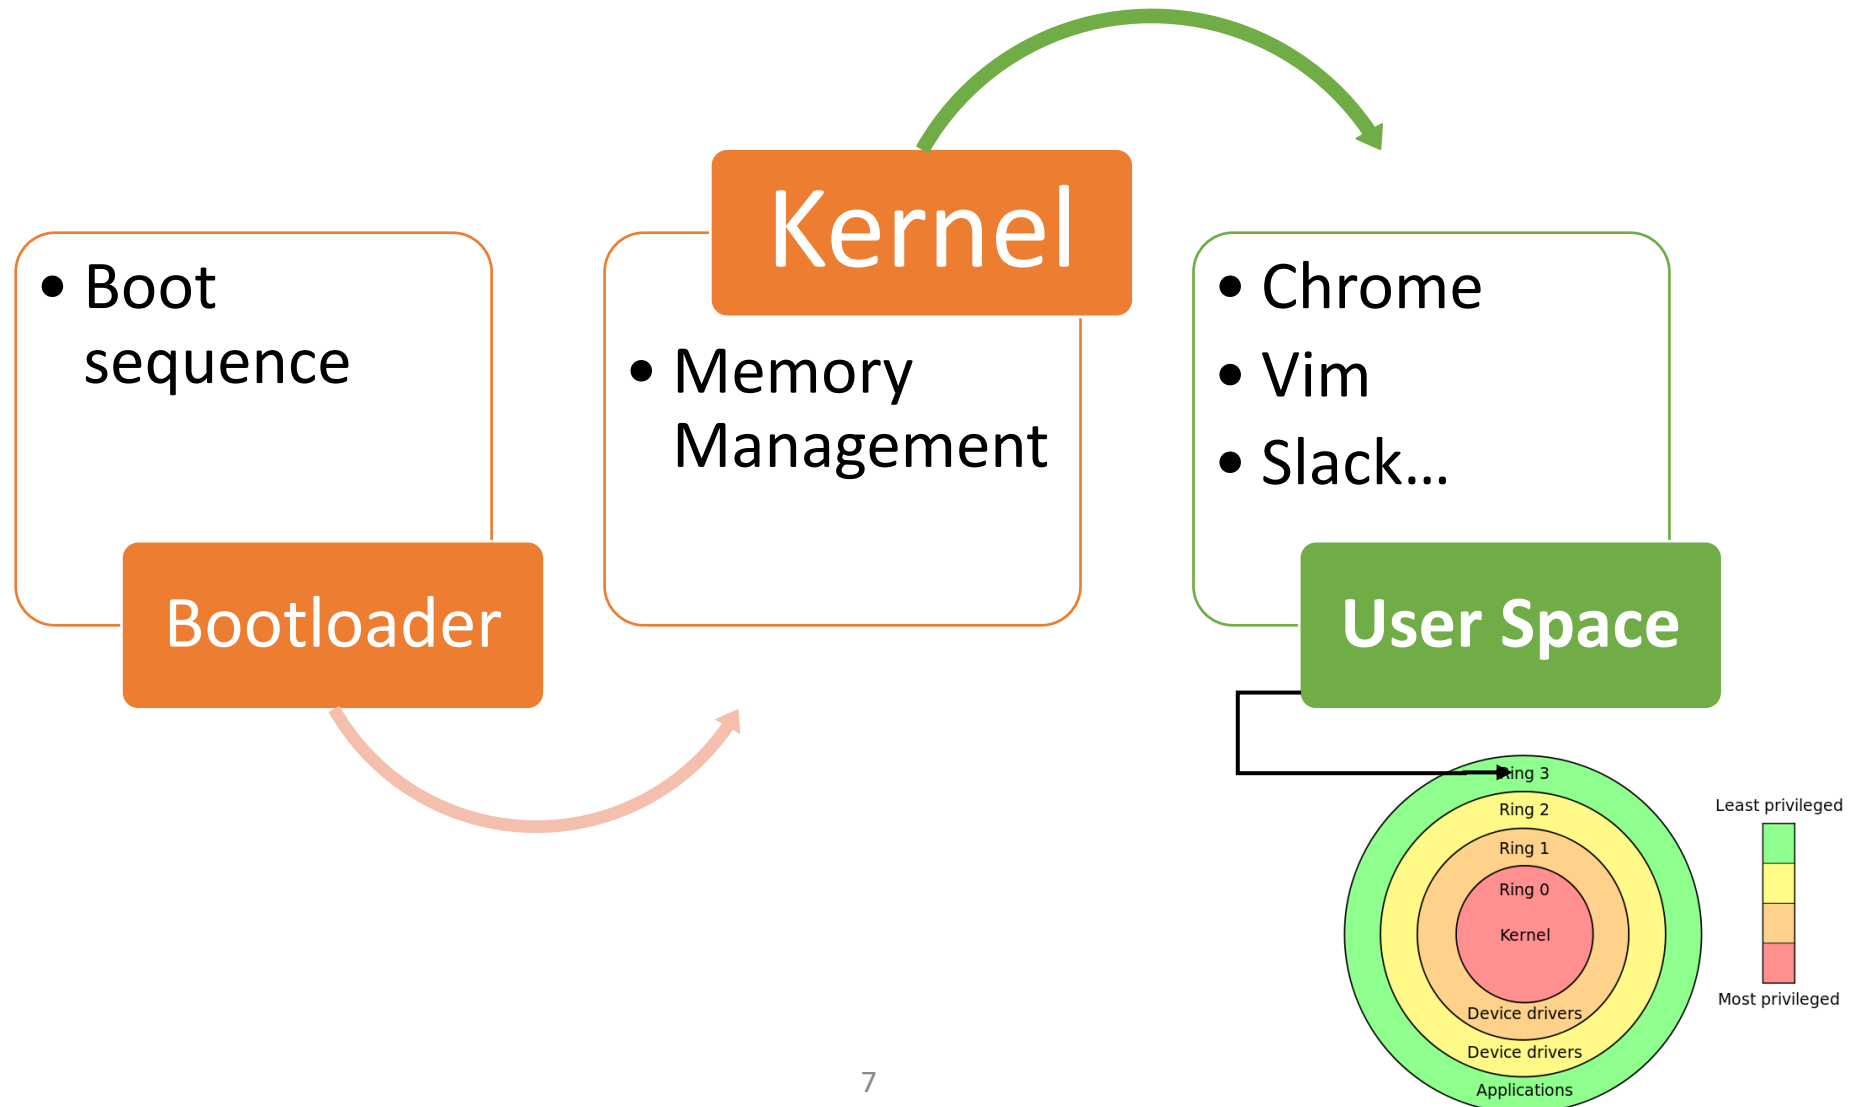 • Boot
sequence
Bootloader
Kernel
• Memory
Management
• Chrome
• Vim
• Slack...
User Space
Ring 3
Ring 2
Ring 1
Ring 0
Kernel
Device drivers
Device drivers
Applications
Least privileged
Most privileged
7